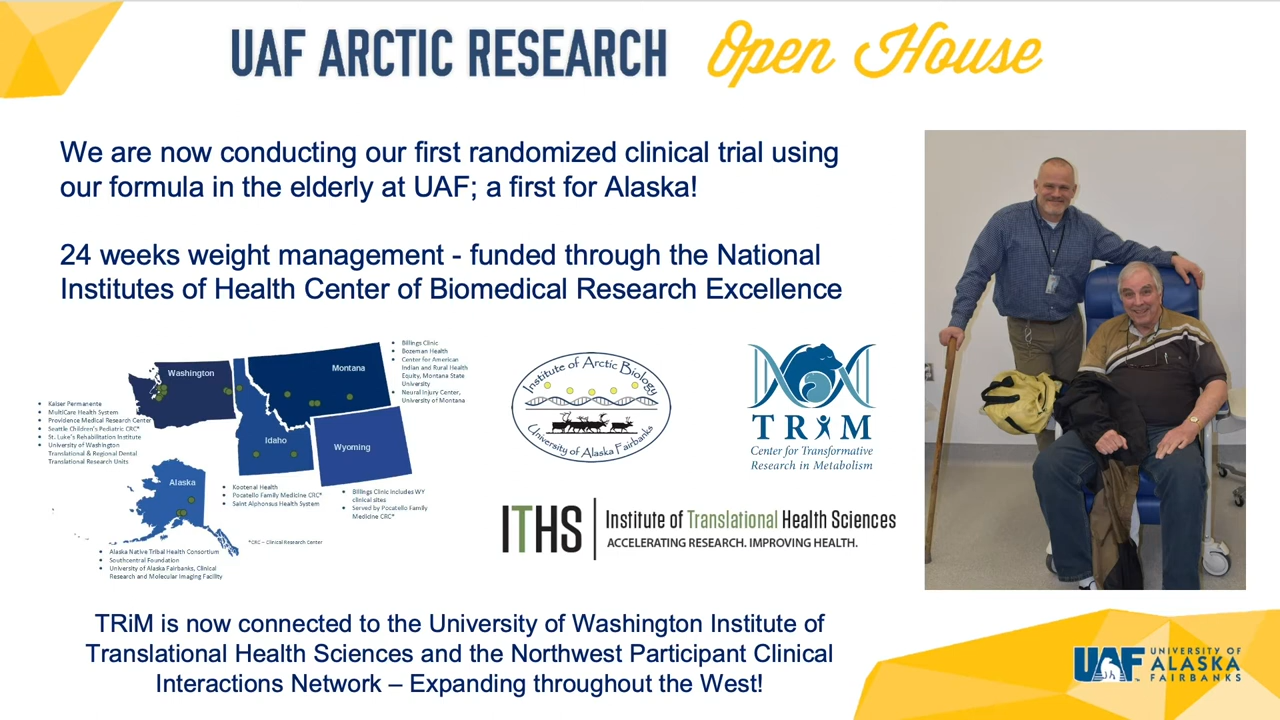 UAF ARCTIC RESEARCH Open House
We are now conducting our first randomized clinical trial using
our formula in the elderly at UAF; a first for Alaska!
24 weeks weight management - funded through the National
Institutes of Health Center of Biomedical Research Excellence
Washington
Montana
Idaho
Wyoming
Alaska
• Billings Clinic
• Bozeman Health
• Center for American
Indian and Rural Health
Equity, Montana State
University
• Neural Injury Center,
University of Montana
• Kaiser Permanente
• MultiCare Health System
• Providence Medical Research Center
• Seattle Children's Pediatric CRC*
• St. Luke's Rehabilitation Institute
• University of Washington
Translational & Regional Dental
Translational Research Units
• Kootenai Health
• Pocatello Family Medicine CRC*
• Saint Alphonsus Health System
• Billings Clinic includes WY
clinical sites
• Served by Pocatello Family
Medicine CRC*
*CRC – Clinical Research Center
• Alaska Native Tribal Health Consortium
• Southcentral Foundation
• University of Alaska Fairbanks, Clinical
Research and Molecular Imaging Facility
Institute of Arctic Biology
University of Alaska Fairbanks
TRiM
Center for Transformative
Research in Metabolism
ITHS
Institute of Translational Health Sciences
ACCELERATING RESEARCH. IMPROVING HEALTH.
TRiM is now connected to the University of Washington Institute of
Translational Health Sciences and the Northwest Participant Clinical
Interactions Network – Expanding throughout the West!
UAF
UNIVERSITY OF
ALASKA
FAIRBANKS